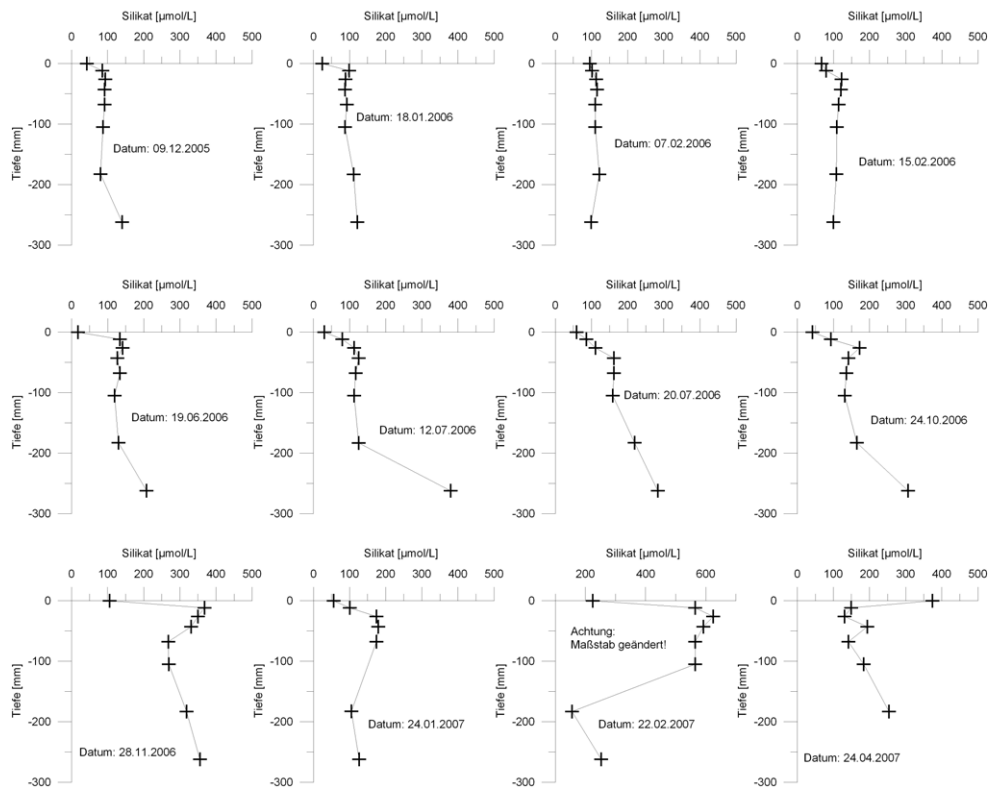 Silikat [µmol/L] Silikat [µmol/L] Silikat [µmol/L] Silikat [µmol/L]
0 100 200 300 400 500 0 100 200 300 400 500 0 100 200 300 400 500 0 100 200 300 400 500
0 0 0 0
-100 -100 -100 -100
-200 -200 -200 -200
-300 -300 -300 -300
Tiefe [mm] Tiefe [mm] Tiefe [mm] Tiefe [mm]
Datum: 09.12.2005 Datum: 18.01.2006 Datum: 07.02.2006 Datum: 15.02.2006
Silikat [µmol/L] Silikat [µmol/L] Silikat [µmol/L] Silikat [µmol/L]
0 100 200 300 400 500 0 100 200 300 400 500 0 100 200 300 400 500 0 100 200 300 400 500
0 0 0 0
-100 -100 -100 -100
-200 -200 -200 -200
-300 -300 -300 -300
Tiefe [mm] Tiefe [mm] Tiefe [mm] Tiefe [mm]
Datum: 19.06.2006 Datum: 12.07.2006 Datum: 20.07.2006 Datum: 24.10.2006
Silikat [µmol/L] Silikat [µmol/L] Silikat [µmol/L] Silikat [µmol/L]
0 100 200 300 400 500 0 100 200 300 400 500 200 400 600 0 100 200 300 400 500
0 0 0 0
-100 -100 -100 -100
-200 -200 -200 -200
-300 -300 -300 -300
Tiefe [mm] Tiefe [mm] Tiefe [mm] Tiefe [mm]
Achtung:
Maßstab geändert!
Datum: 28.11.2006 Datum: 24.01.2007 Datum: 22.02.2007 Datum: 24.04.2007